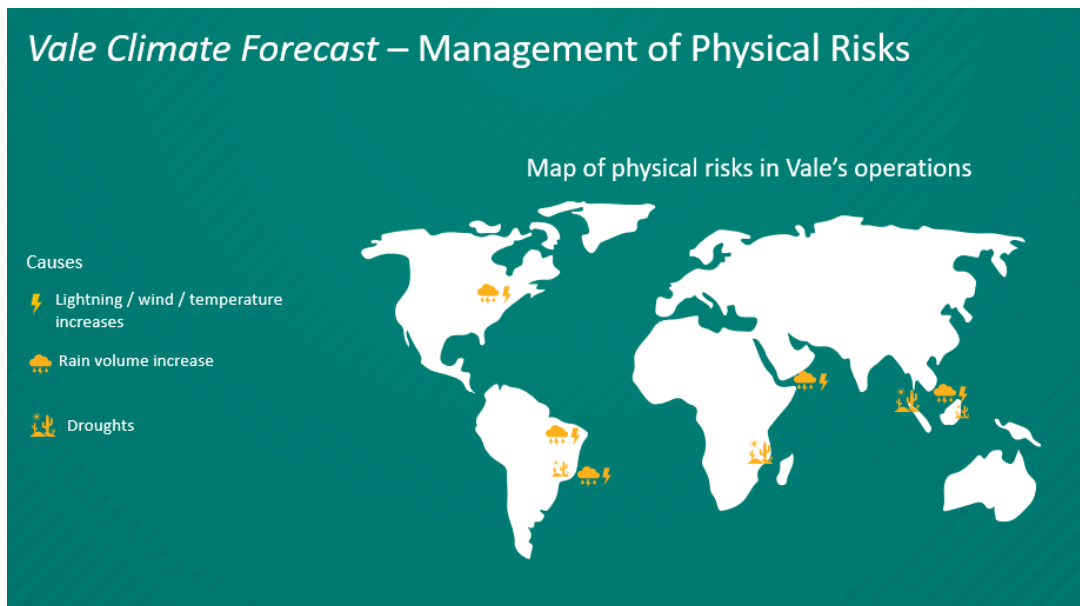 Vale Climate Forecast – Management of Physical Risks
Map of physical risks in Vale's operations
Causes
Lightning / wind / temperature
increases
Rain volume increase
Droughts